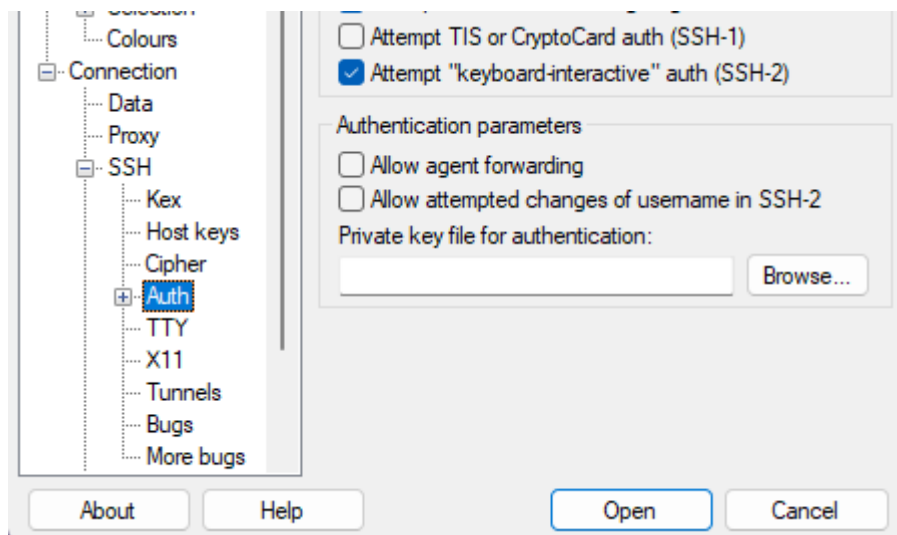 Colours
Connection
Data
Proxy
SSH
Kex
Host keys
Cipher
Auth
TTY
X11
Tunnels
Bugs
More bugs
Attempt TIS or CryptoCard auth (SSH-1)
Attempt "keyboard-interactive" auth (SSH-2)
Authentication parameters
Allow agent forwarding
Allow attempted changes of username in SSH-2
Private key file for authentication:
Browse...
About
Help
Open
Cancel